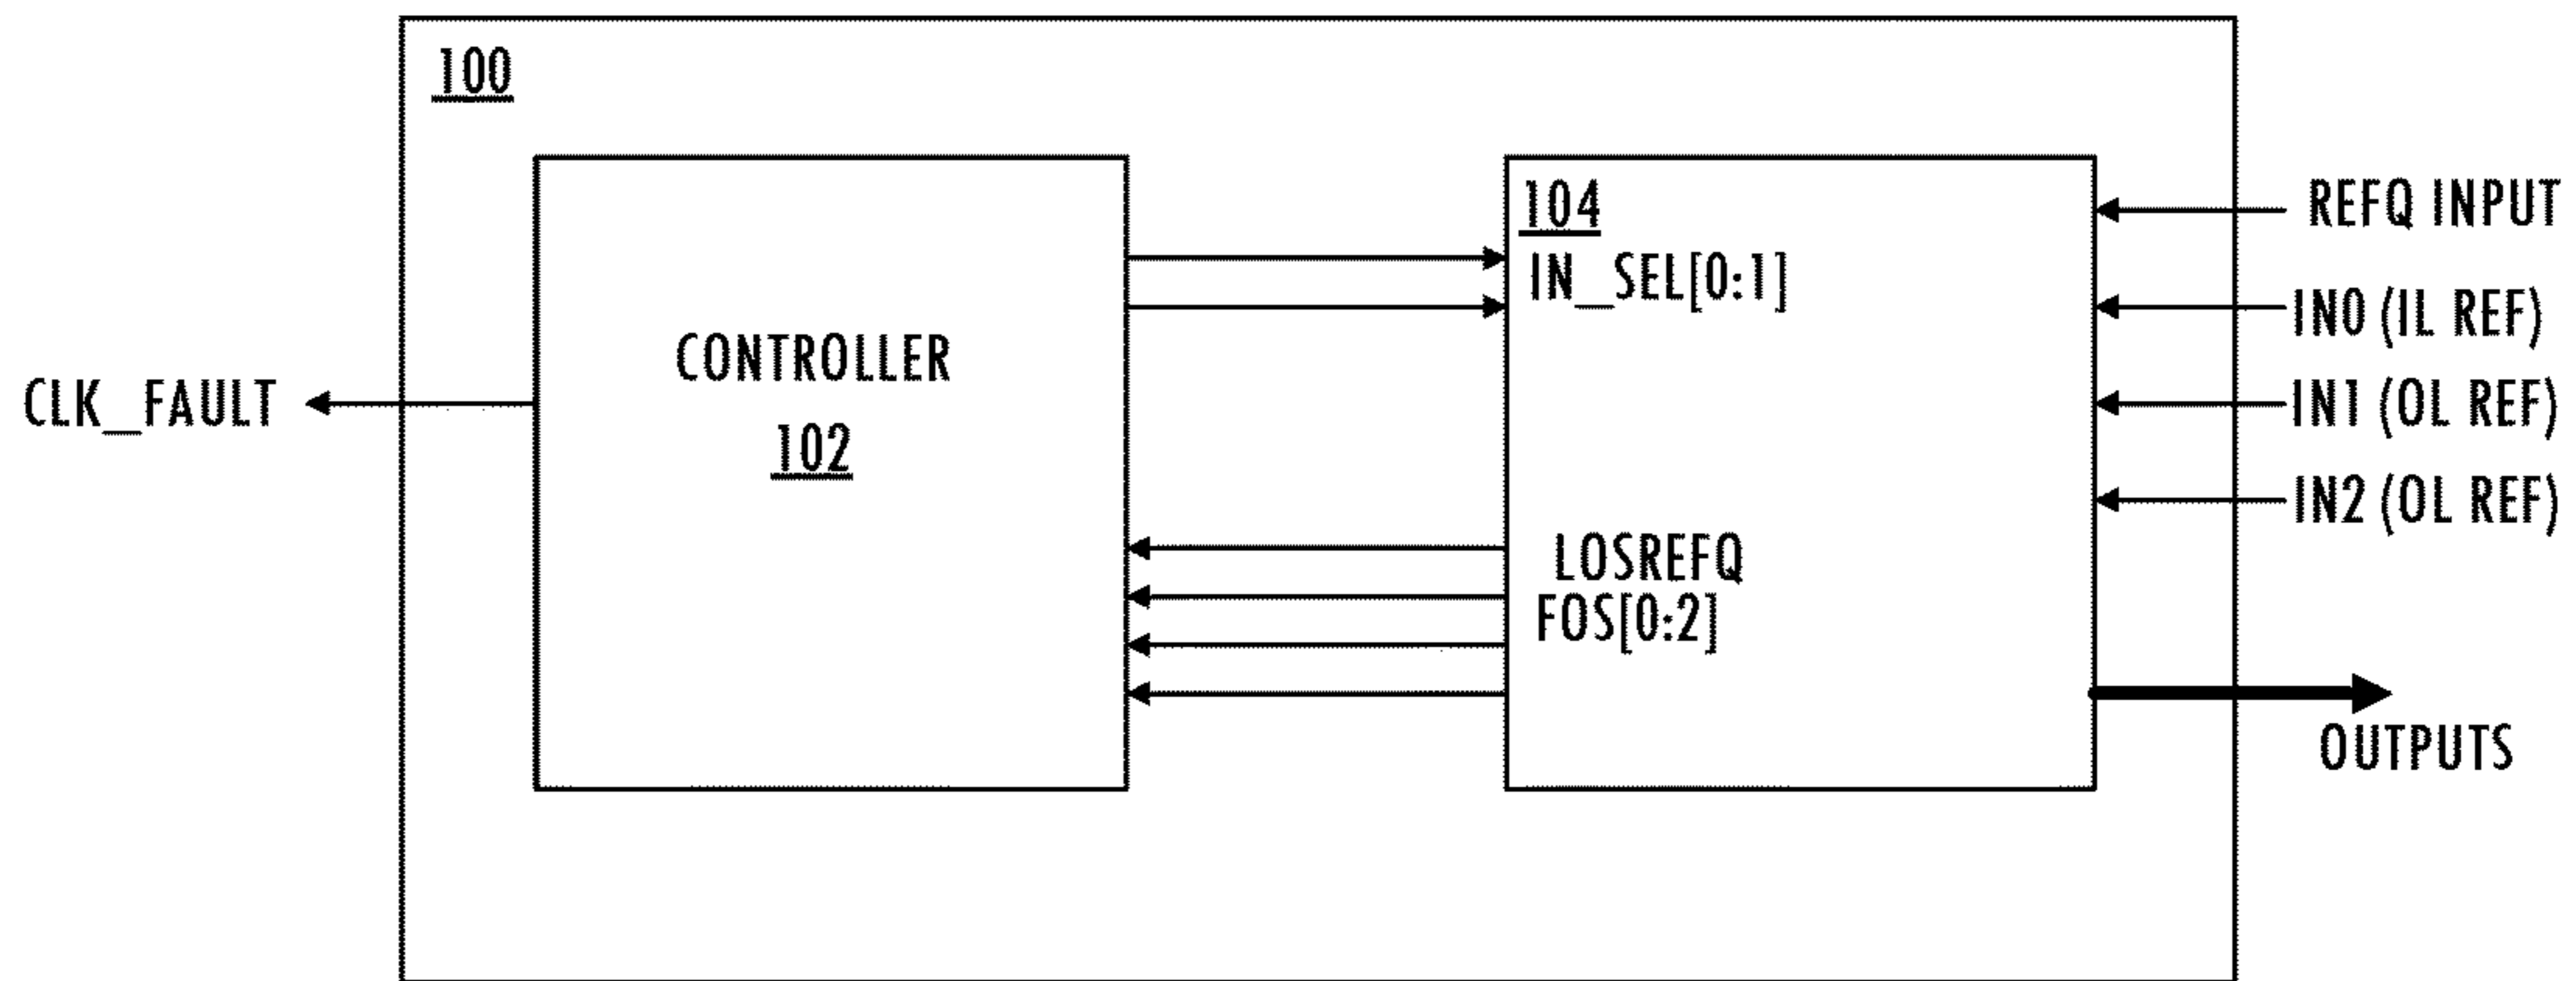 100
104
REFQ INPUT
IN_SEL[0:1]
IN0 (IL REF)
CONTROLLER
102
CLK_FAULT
IN1 (OL REF)
IN2 (OL REF)
LOSREFQ
FOS[0:2]
OUTPUTS